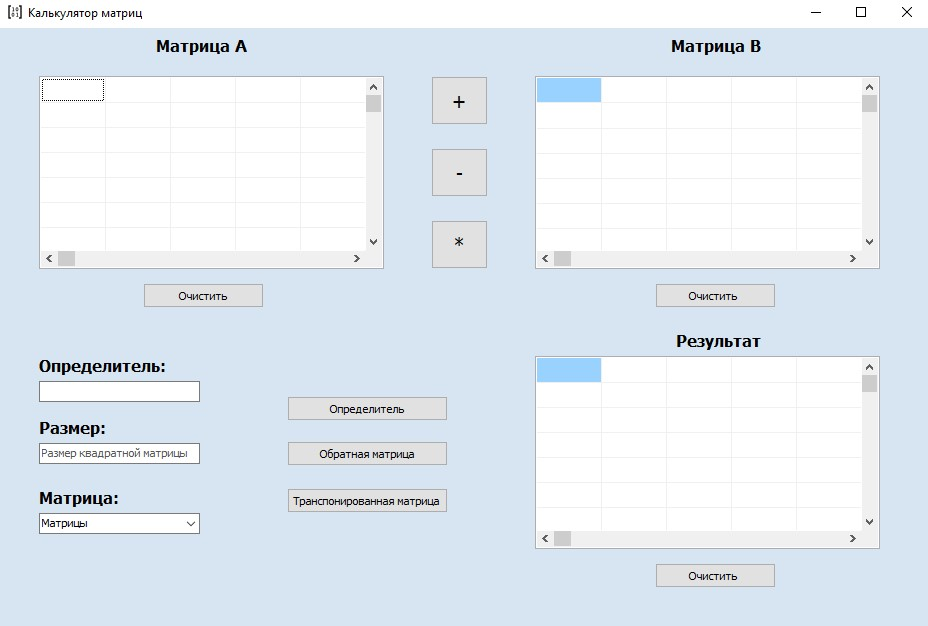 Калькулятор матриц
Матрица A
Матрица B
+
-
*
Очистить
Очистить
Результат
Определитель:
Определитель
Размер:
Размер квадратной матрицы
Обратная матрица
Матрица:
Транспонированная матрица
Матрицы
Очистить